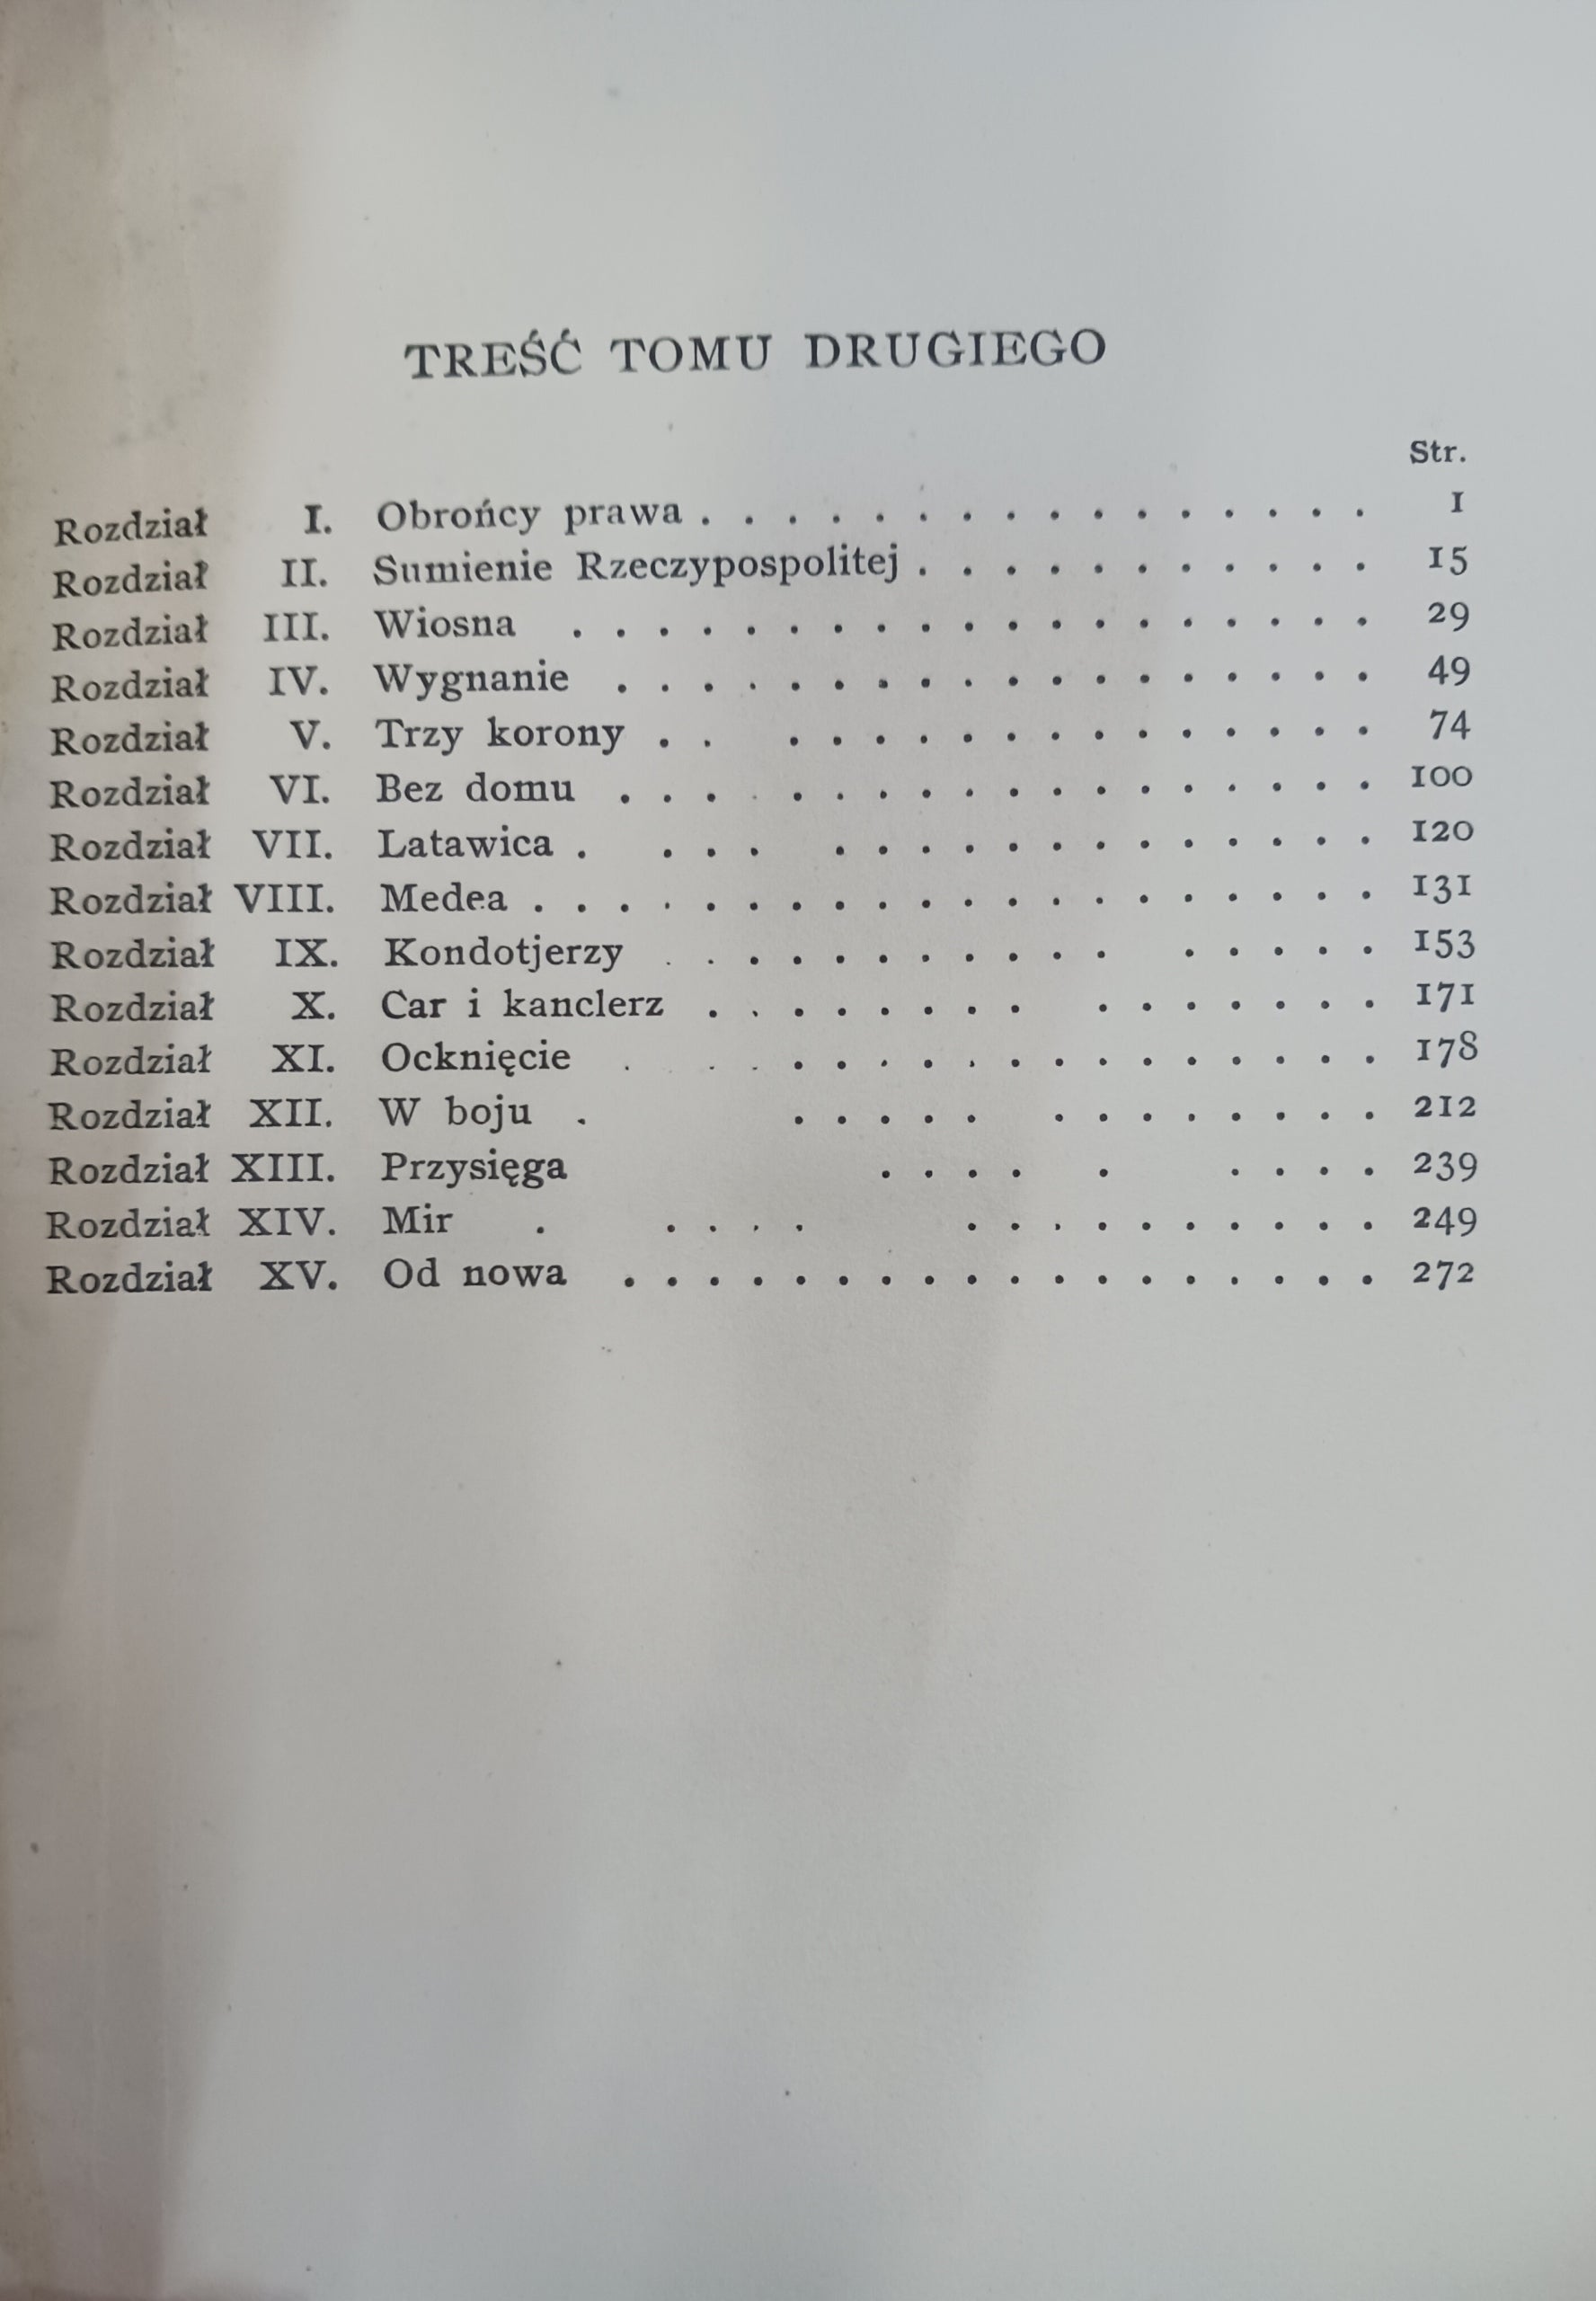 TREŚĆ TOMU DRUGIEGO
Str.
Rozdział I. Obrońcy prawa . . . . . . . . . . . . . . . . 1
Rozdział II. Sumienie Rzeczypospolitej . . . . . . . . . . . 15
Rozdział III. Wiosna . . . . . . . . . . . . . . . . . . . 29
Rozdział IV. Wygnanie . . . . . . . . . . . . . . . . . . 49
Rozdział V. Trzy korony . . . . . . . . . . . . . . . . 74
Rozdział VI. Bez domu . . . . . . . . . . . . . . . . . . 100
Rozdział VII. Latawica . . . . . . . . . . . . . . . . . 120
Rozdział VIII. Medea . . . . . . . . . . . . . . . . . . . . 131
Rozdział IX. Kondotjerzy . . . . . . . . . . . . . . . . 153
Rozdział X. Car i kanclerz . . . . . . . . . . . . . . . 171
Rozdział XI. Ocknięcie . . . . . . . . . . . . . . . . . 178
Rozdział XII. W boju . . . . . . . . . . . . . . 212
Rozdział XIII. Przysięga . . . . . . . . . 239
Rozdział XIV. Mir . . . . . . . . . . . . . . . 249
Rozdział XV. Od nowa . . . . . . . . . . . . . . . . . . 272